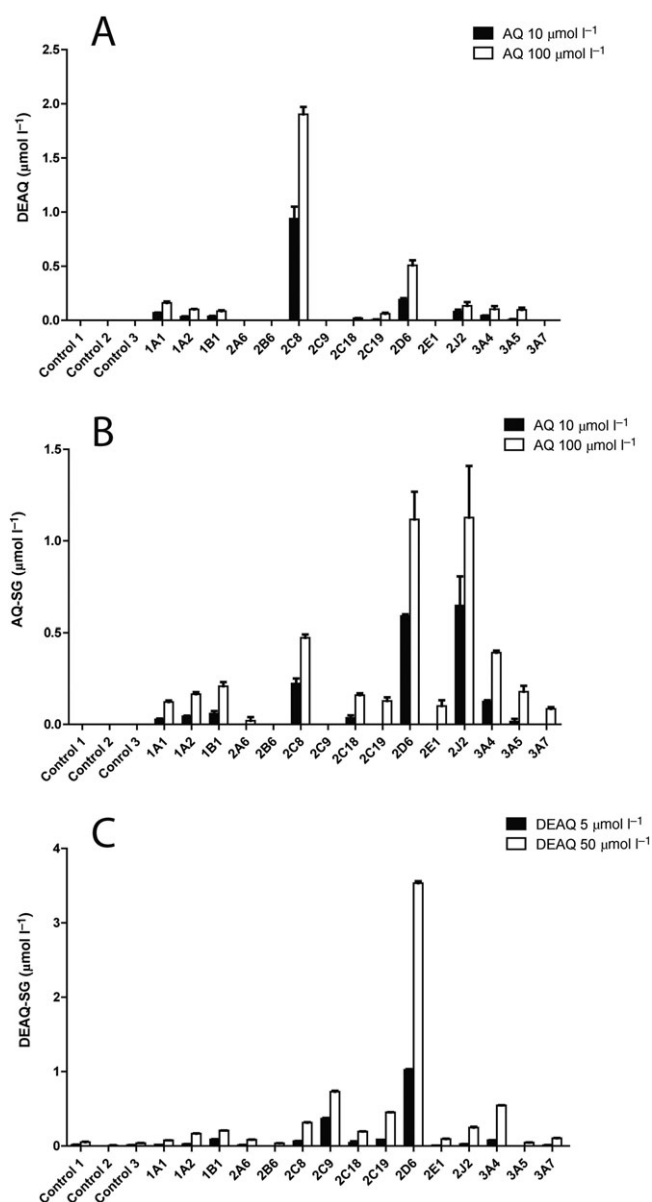 A
AQ 10 μmol l⁻¹
AQ 100 μmol l⁻¹
2.5
2.0
1.5
1.0
0.5
0.0
DEAQ (μmol l⁻¹)
Control 1 Control 2 Control 3 1A1 1A2 1B1 2A6 2B6 2C8 2C9 2C18 2C19 2D6 2E1 2J2 3A4 3A5 3A7
B
AQ 10 μmol l⁻¹
AQ 100 μmol l⁻¹
1.5
1.0
0.5
0.0
AQ-SG (μmol l⁻¹)
Control 1 Control 2 Control 3 1A1 1A2 1B1 2A6 2B6 2C8 2C9 2C18 2C19 2D6 2E1 2J2 3A4 3A5 3A7
C
DEAQ 5 μmol l⁻¹
DEAQ 50 μmol l⁻¹
4
3
2
1
0
DEAQ-SG (μmol l⁻¹)
Control 1 Control 2 Control 3 1A1 1A2 1B1 2A6 2B6 2C8 2C9 2C18 2C19 2D6 2E1 2J2 3A4 3A5 3A7